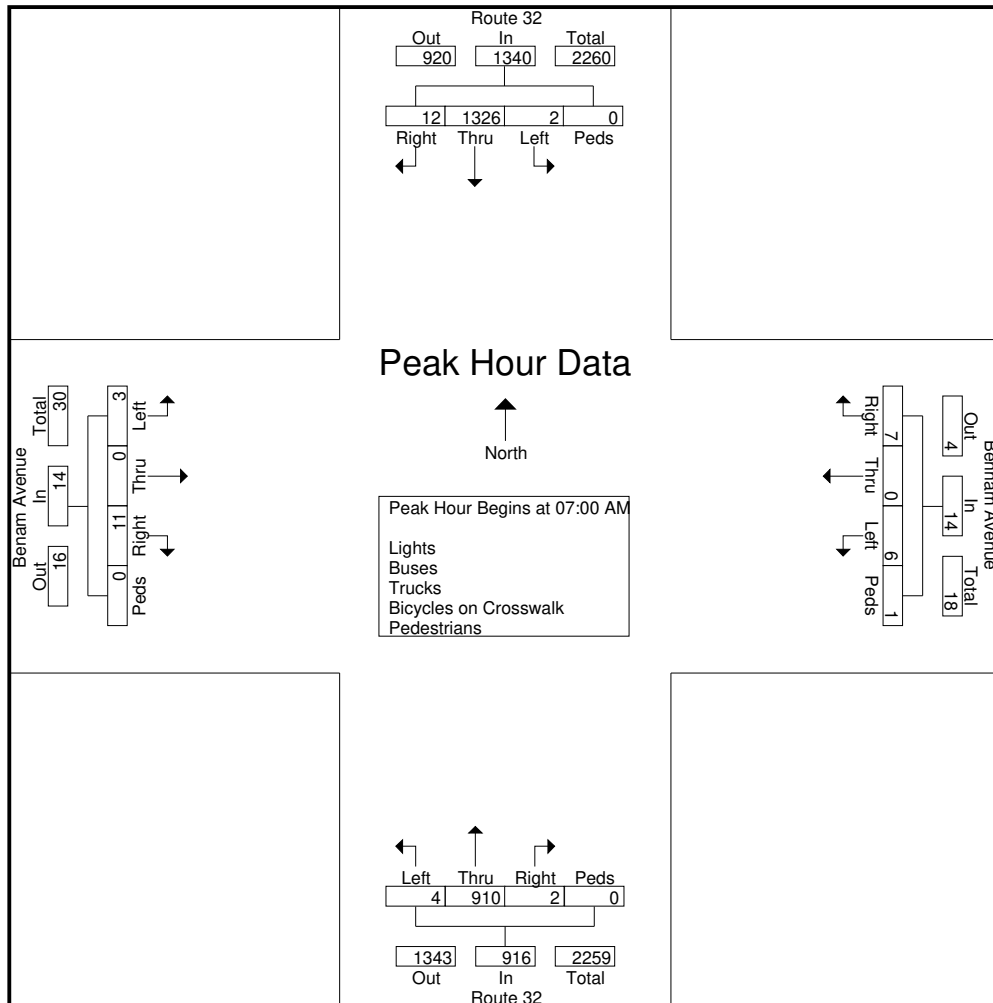 Route 32
Out In Total
920 1340 2260
12 1326 2 0
Right Thru Left Peds
Peak Hour Data
North
Peak Hour Begins at 07:00 AM
Lights
Buses
Trucks
Bicycles on Crosswalk
Pedestrians
Benam Avenue
Out In Total
16 14 30
3 0 11 0
Left Thru Right Peds
Benham Avenue
Out In Total
4 14 18
7 0 6 1
Right Thru Left Peds
Left Thru Right Peds
4 910 2 0
1343 916 2259
Out In Total
Route 32